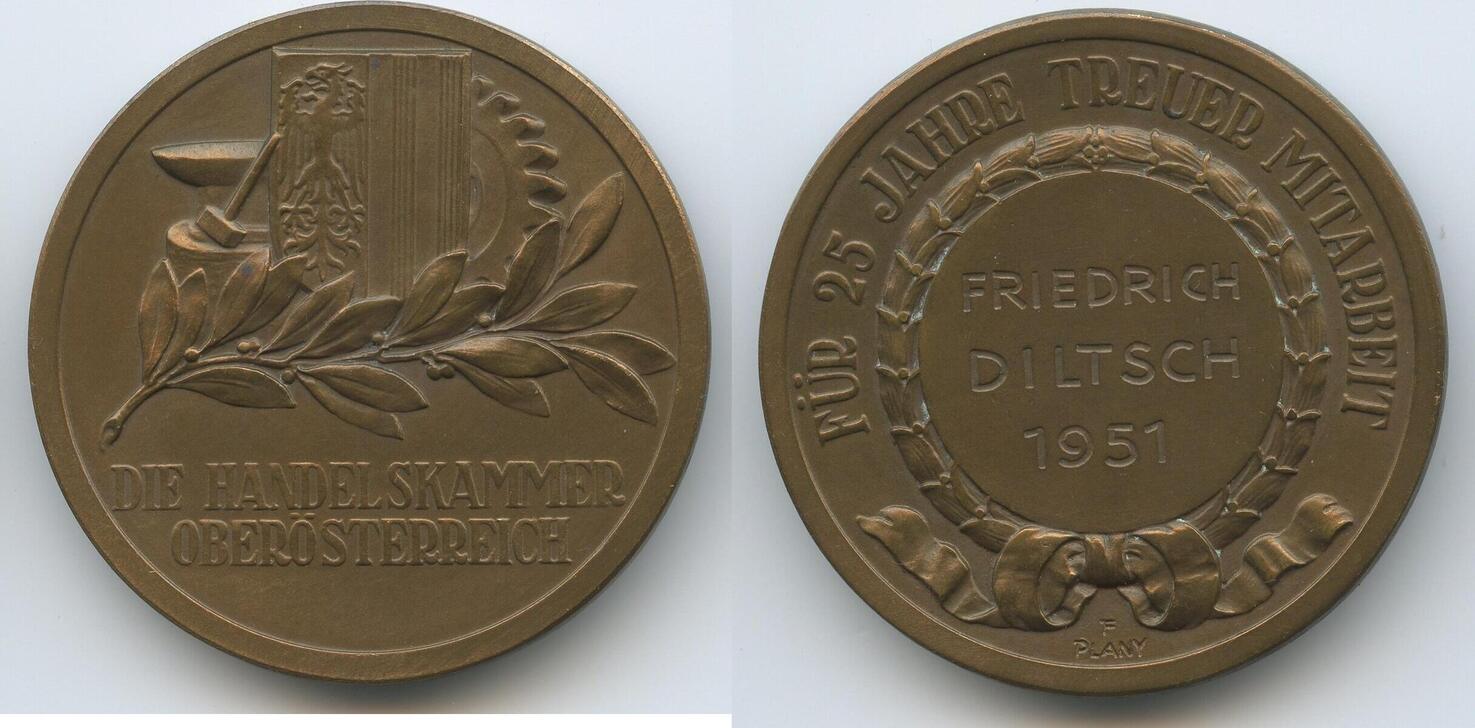 DIE HANDELSKAMMER
OBERÖSTERREICH
FÜR 25 JAHRE TREUER MITARBEIT
FRIEDRICH
DILTSCH
1951
F
PLANY